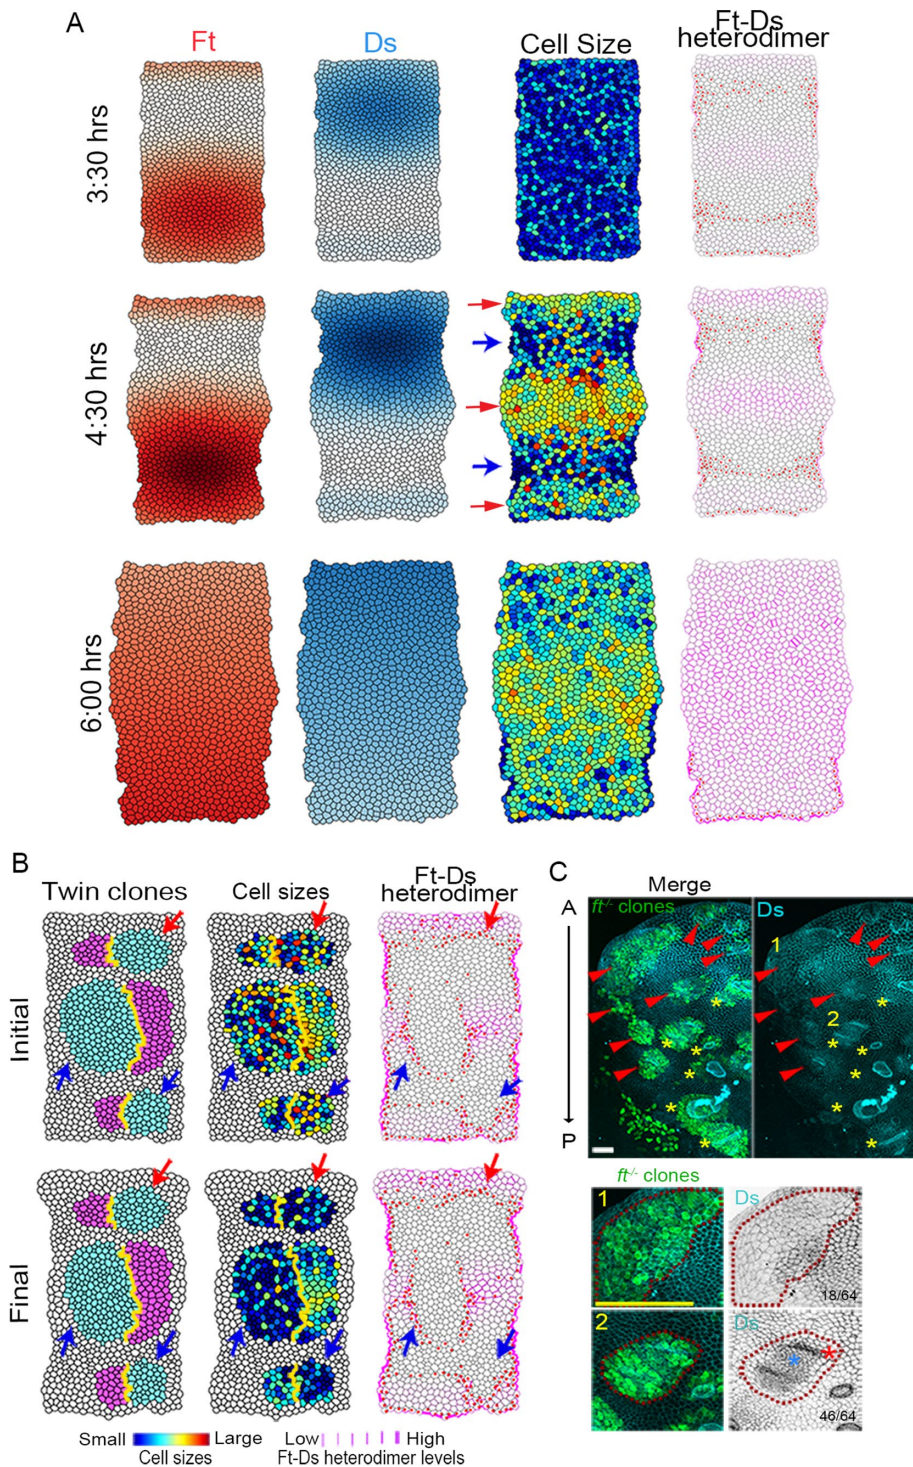 A
Ft
Ds
Cell Size
Ft-Ds
heterodimer
3:30 hrs
4:30 hrs
6:00 hrs
B
Twin clones
Cell sizes
Ft-Ds
heterodimer
Initial
Final
Small
Large
Cell sizes
Low
High
Ft-Ds heterodimer levels
C
Merge
A
P
ft-/- clones
Ds
1
2
*
*
*
*
*
*
*
*
*
*
*
*
ft-/- clones
1
Ds
18/64
2
Ds
*
*
46/64